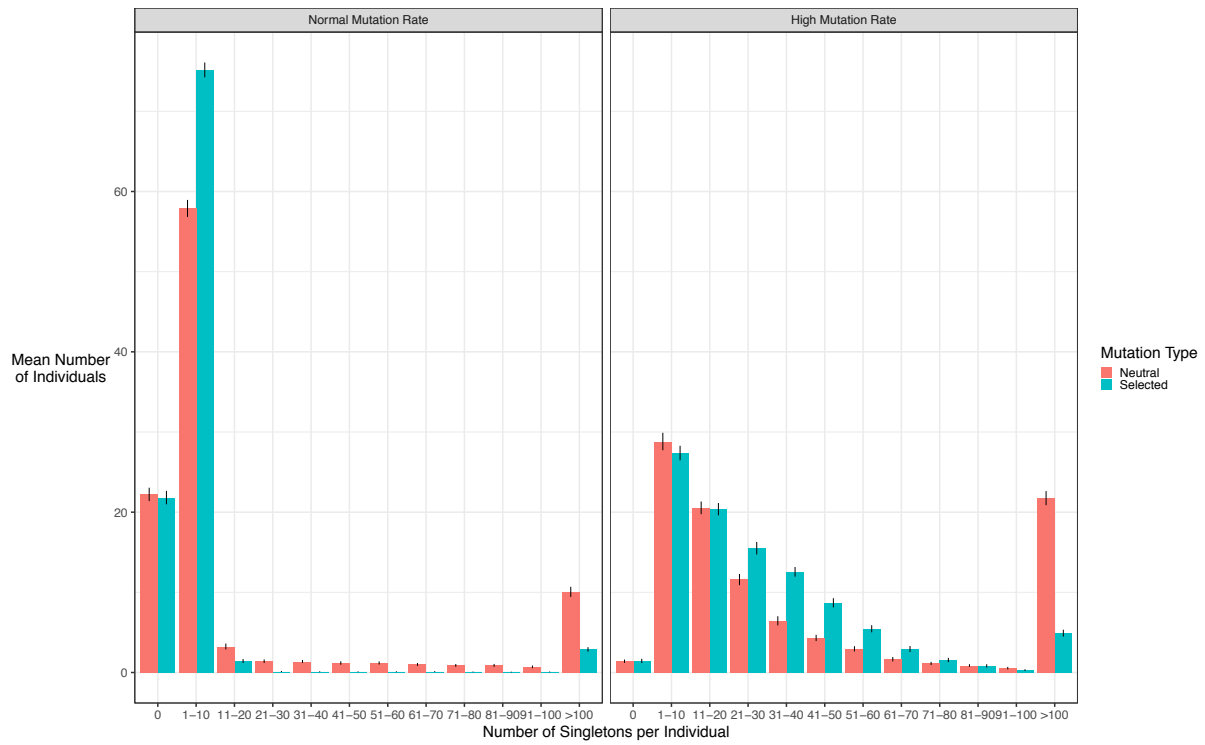 Normal Mutation Rate
High Mutation Rate
60
40
20
0
Mean Number
of Individuals
0 1−10 11−20 21−30 31−40 41−50 51−60 61−70 71−80 81−90 91−100 >100
0 1−10 11−20 21−30 31−40 41−50 51−60 61−70 71−80 81−90 91−100 >100
Number of Singletons per Individual
Mutation Type
Neutral
Selected